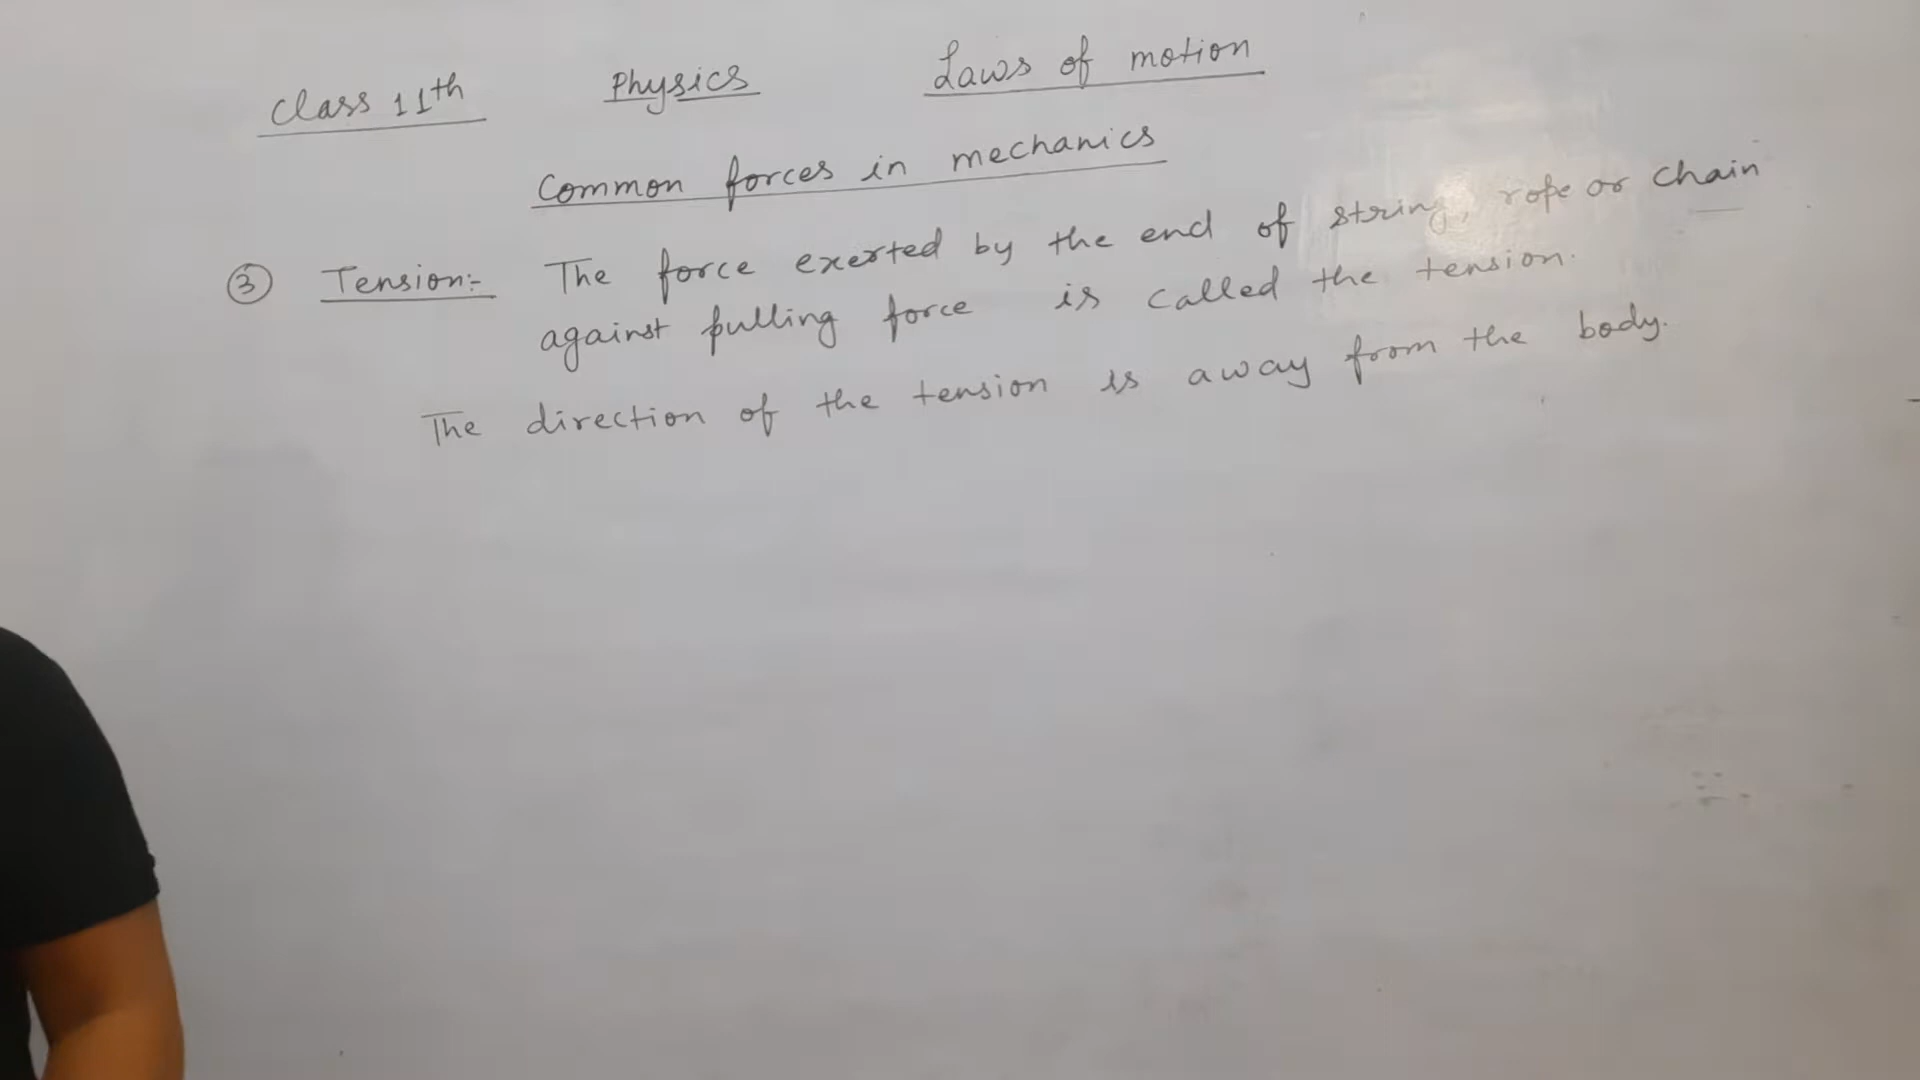 Class 11th Physics Laws of motion
Common forces in mechanics
③ Tension:- The force exerted by the end of string, rope or chain
against pulling force is called the tension.
The direction of the tension is away from the body.